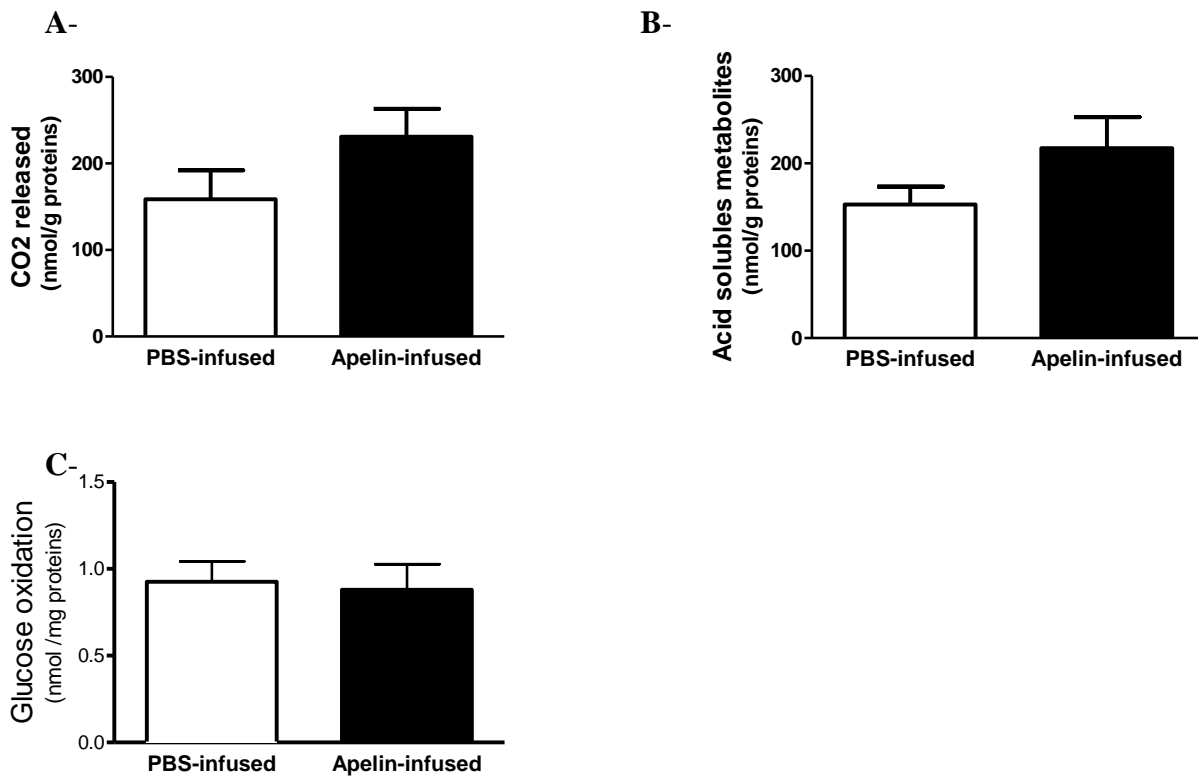 A-
CO2 released
(nmol/g proteins)
300
200
100
0
PBS-infused
Apelin-infused
B-
Acid solubles metabolites
(nmol/g proteins)
300
200
100
0
PBS-infused
Apelin-infused
C-
Glucose oxidation
(nmol /mg proteins)
1.5
1.0
0.5
0.0
PBS-infused
Apelin-infused